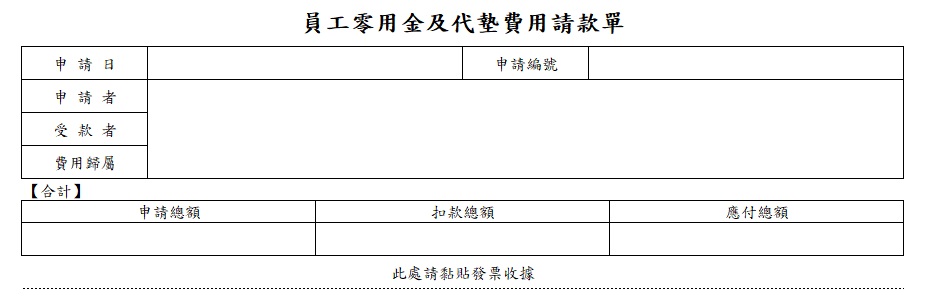 員工零用金及代墊費用請款單
申請日 申請編號
申請者
受款者
費用歸屬
【合計】
申請總額 扣款總額 應付總額
此處請黏貼發票收據